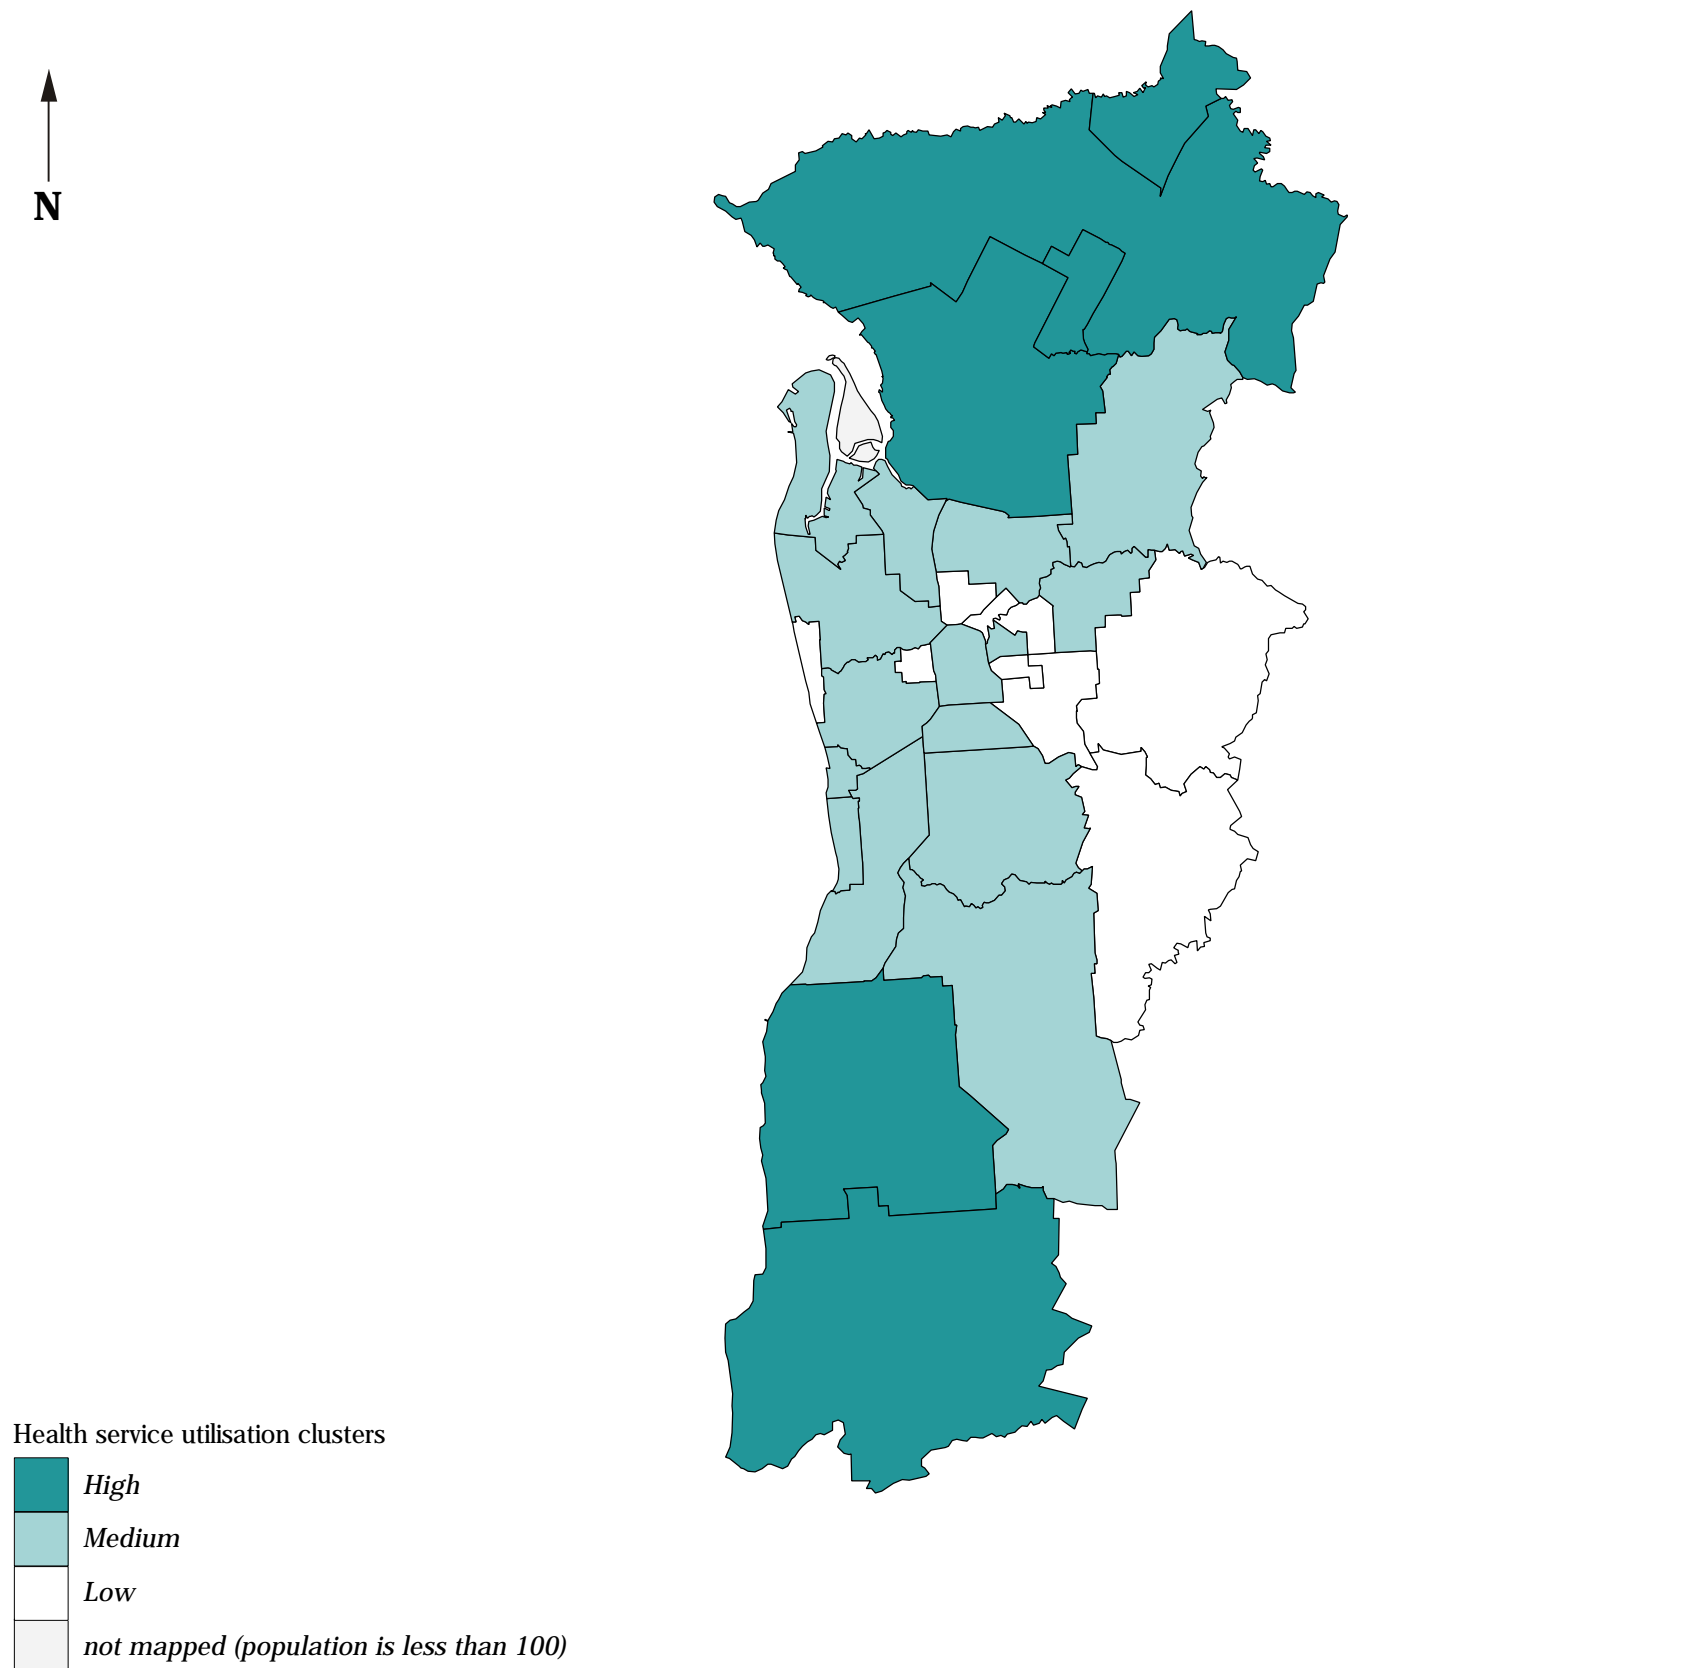 N
Health service utilisation clusters
High
Medium
Low
not mapped (population is less than 100)